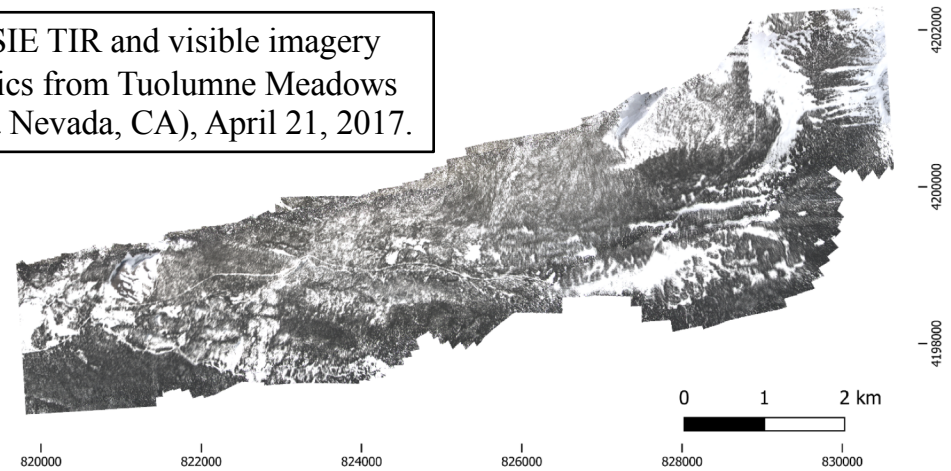 SIE TIR and visible imagery
ics from Tuolumne Meadows
Nevada, CA), April 21, 2017.
4202000
4200000
4198000
0 1 2 km
820000 822000 824000 826000 828000 830000